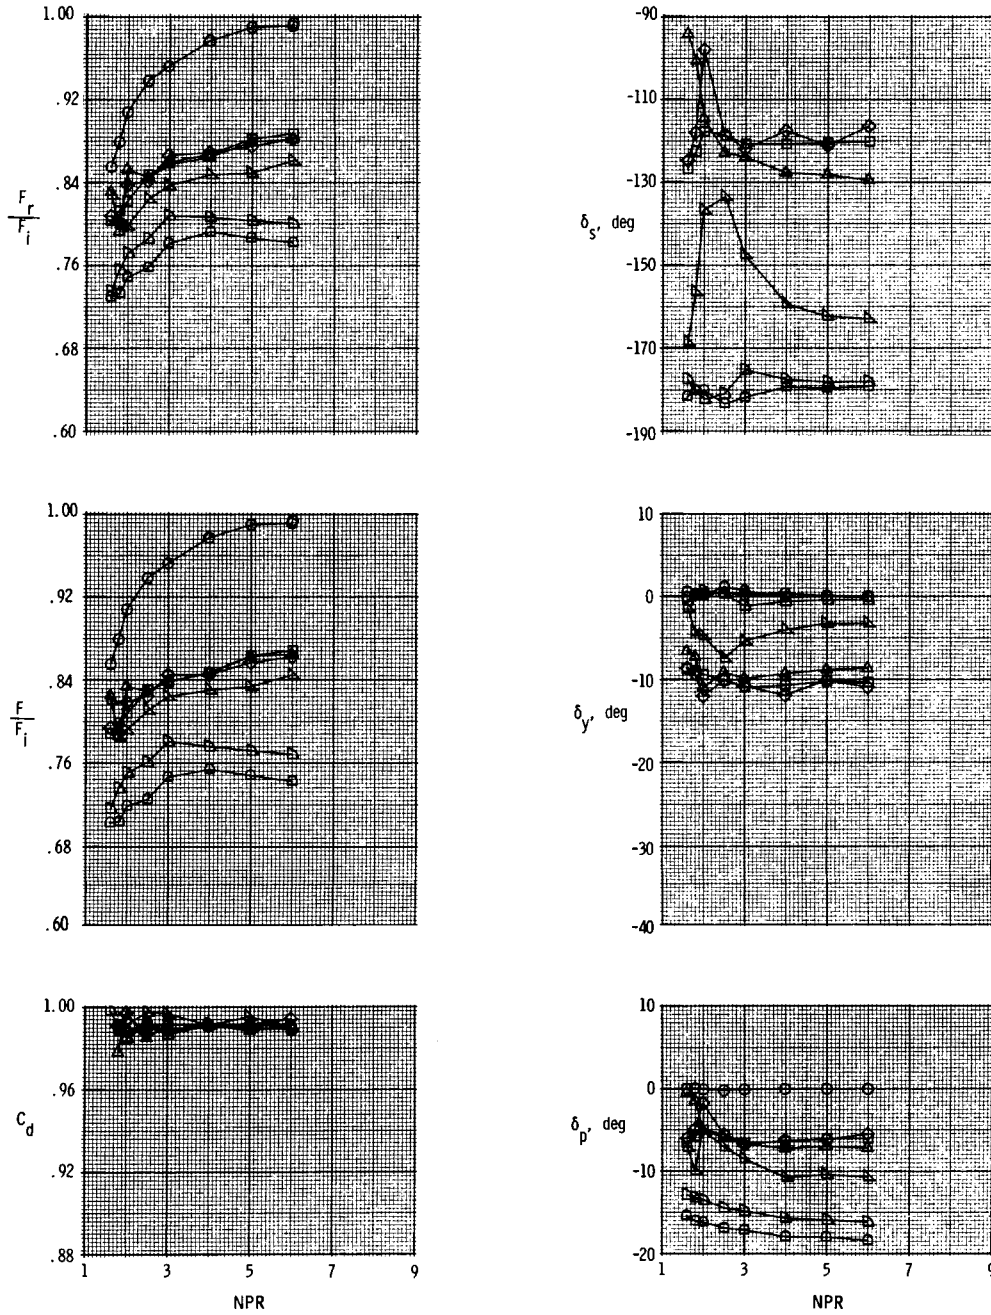 1.00
.92
.84
.76
.68
.60
F_r
F_i
-90
-110
-130
-150
-170
-190
δ_s, deg
1.00
.92
.84
.76
.68
.60
F
F_i
10
0
-10
-20
-30
-40
δ_y, deg
1.00
.96
.92
.88
C_d
1 3 5 7 9
NPR
10
0
-10
-20
δ_p, deg
1 3 5 7 9
NPR